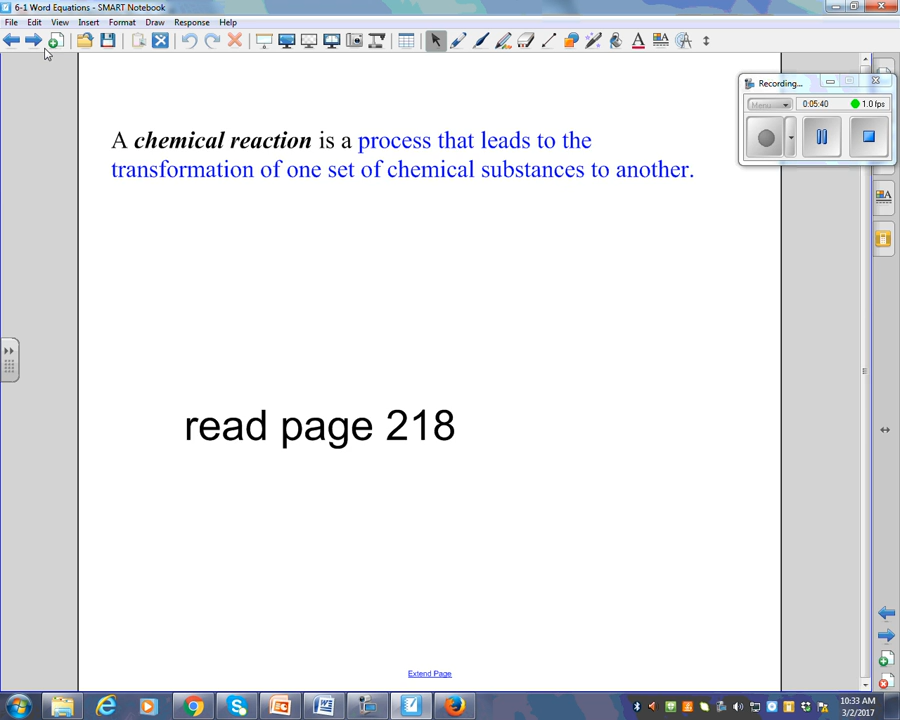 6-1 Word Equations - SMART Notebook
File Edit View Insert Format Draw Response Help
Recording...
Menu 0:05:40 1.0 fps
A chemical reaction is a process that leads to the
transformation of one set of chemical substances to another.
read page 218
Extend Page
10:33 AM
3/2/2017